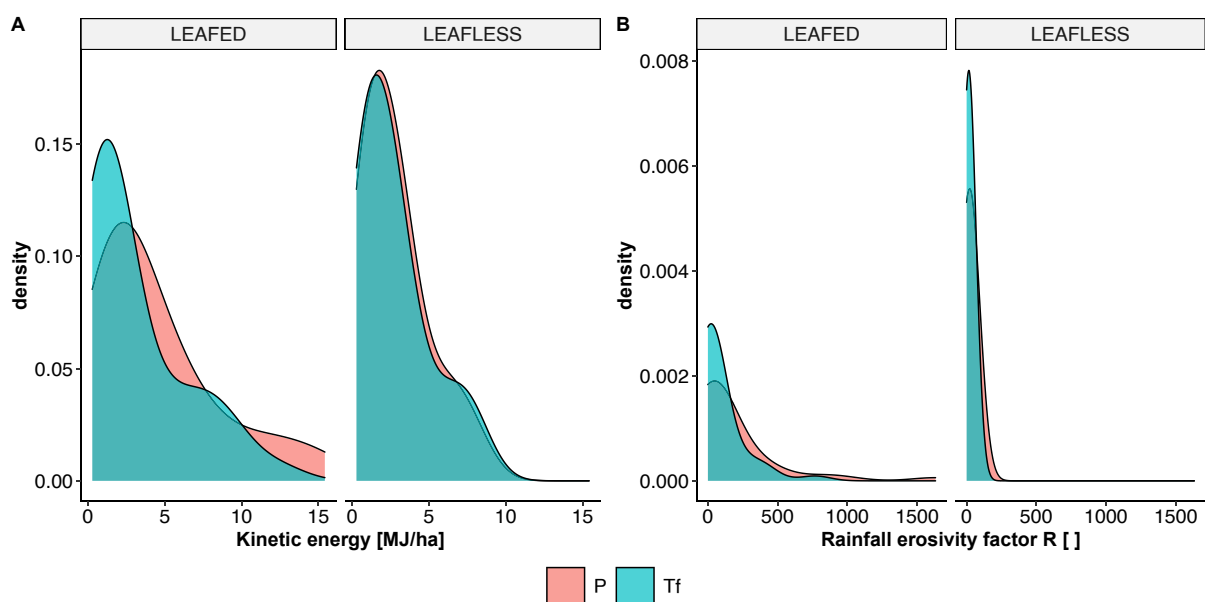 A
LEAFED
LEAFLESS
density
0.15
0.10
0.05
0.00
0 5 10 15
0 5 10 15
Kinetic energy [MJ/ha]
B
LEAFED
LEAFLESS
density
0.008
0.006
0.004
0.002
0.000
0 500 1000 1500
0 500 1000 1500
Rainfall erosivity factor R [ ]
P Tf